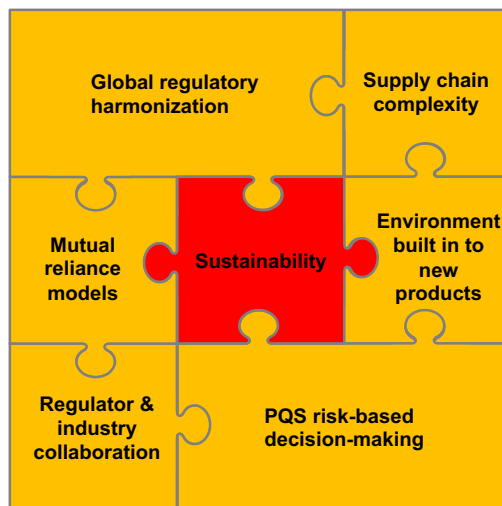 Global regulatory
harmonization
Supply chain
complexity
Mutual
reliance
models
Sustainability
Environment
built in to
new
products
Regulator &
industry
collaboration
PQS risk-based
decision-making